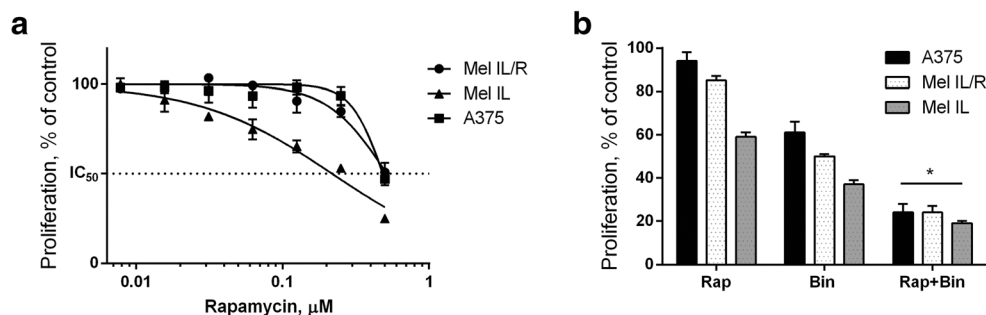 a
Proliferation, % of control
100
IC50
0
0.01
0.1
1
Rapamycin, μM
Mel IL/R
Mel IL
A375
b
Proliferation, % of control
100
80
60
40
20
0
Rap
Bin
Rap+Bin
*
A375
Mel IL/R
Mel IL